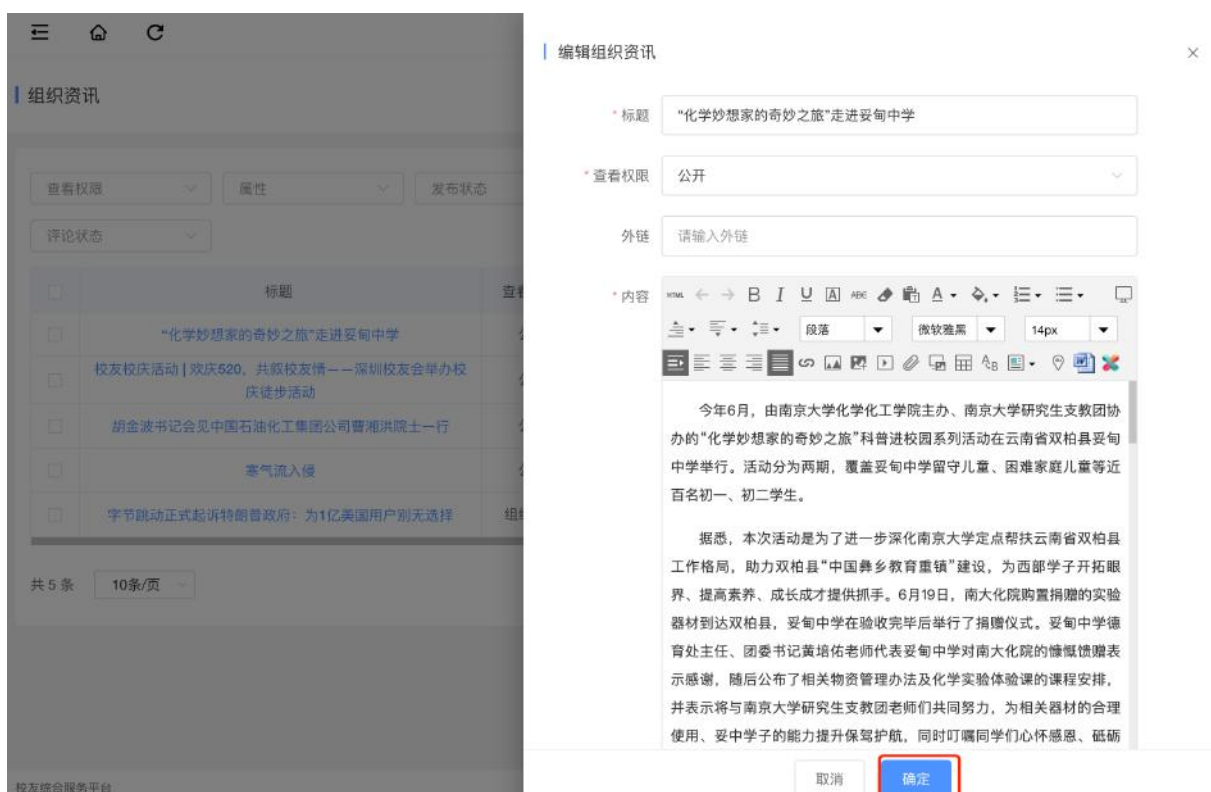 组织资讯
查看权限
属性
发布状态
评论状态
标题
查看
“化学妙想家的奇妙之旅”走进妥甸中学
校友校庆活动 | 欢庆520，共叙校友情——深圳校友会举办校
庆徒步活动
胡金波书记会见中国石油化工集团公司曹湘洪院士一行
寒气流入侵
字节跳动正式起诉特朗普政府：为1亿美国用户别无选择
组织
共 5 条
10条/页
校友综合服务平台
编辑组织资讯
* 标题
“化学妙想家的奇妙之旅”走进妥甸中学
* 查看权限
公开
外链
请输入外链
* 内容
HTML
B I U A ABC A
段落
微软雅黑
14px
今年6月，由南京大学化学化工学院主办、南京大学研究生支教团协
办的“化学妙想家的奇妙之旅”科普进校园系列活动在云南省双柏县妥甸
中学举行。活动分为两期，覆盖妥甸中学留守儿童、困难家庭儿童等近
百名初一、初二学生。
据悉，本次活动是为了进一步深化南京大学定点帮扶云南省双柏县
工作格局，助力双柏县“中国彝乡教育重镇”建设，为西部学子开拓眼
界、提高素养、成长成才提供抓手。6月19日，南大化院购置捐赠的实验
器材到达双柏县，妥甸中学在验收完毕后举行了捐赠仪式。妥甸中学德
育处主任、团委书记黄培佑老师代表妥甸中学对南大化院的慷慨馈赠表
示感谢，随后公布了相关物资管理办法及化学实验体验课的课程安排，
并表示将与南京大学研究生支教团老师们共同努力，为相关器材的合理
使用、妥中学子的能力提升保驾护航，同时叮嘱同学们心怀感恩、砥砺
取消
确定